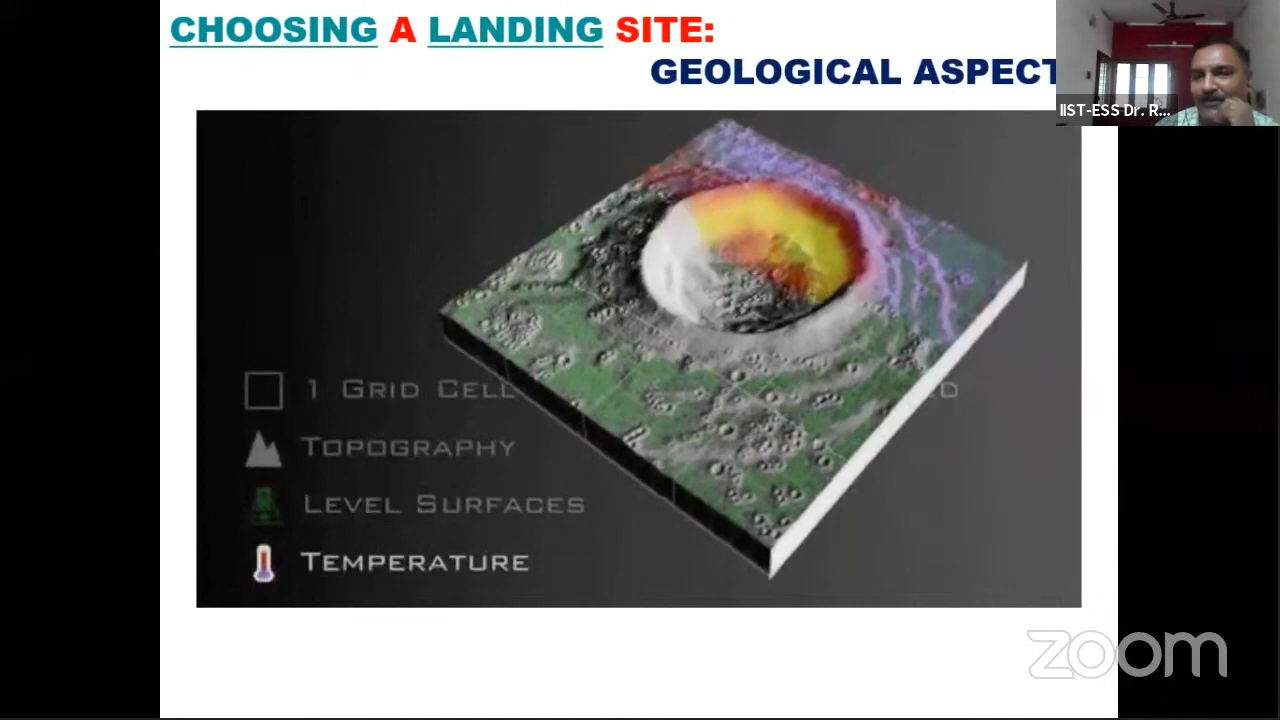 CHOOSING A LANDING SITE:
GEOLOGICAL ASPECT
IIST-ESS Dr. R...
1 GRID CELL
TOPOGRAPHY
LEVEL SURFACES
TEMPERATURE
zoom